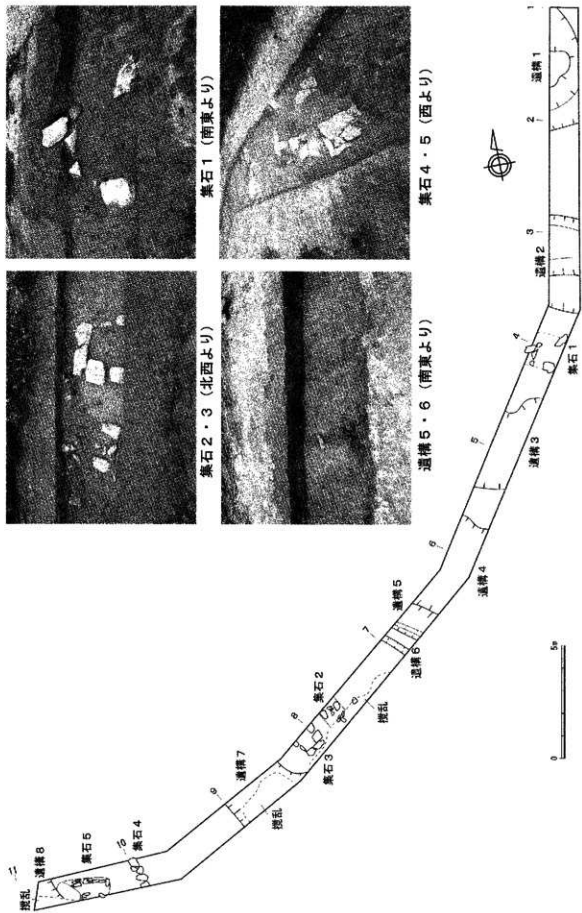 集石1（南東より）
集石4・5（西より）
集石2・3（北西より）
遺構5・6（南東より）
1
遺構1
2
3
遺構2
4
集石1
5
遺構3
6
遺構4
7
遺構5
遺構6
攪乱
8
集石2
集石3
9
遺構7
攪乱
10
集石4
集石5
11
遺構8
攪乱
0
5m